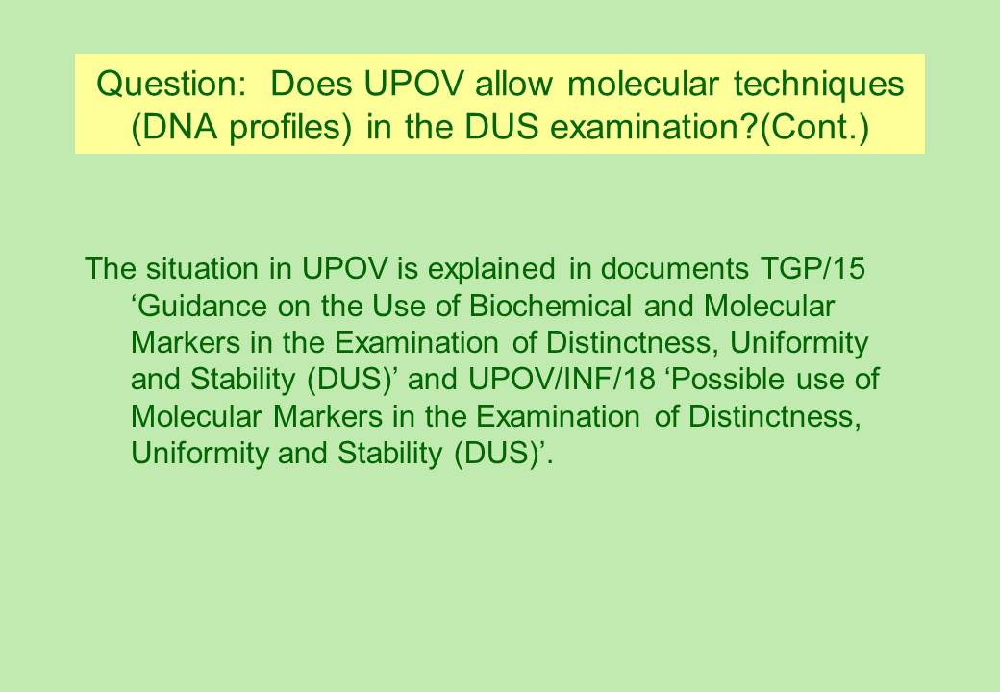 Question:  Does UPOV allow molecular techniques
(DNA profiles) in the DUS examination?(Cont.)
The situation in UPOV is explained in documents TGP/15
‘Guidance on the Use of Biochemical and Molecular
Markers in the Examination of Distinctness, Uniformity
and Stability (DUS)’ and UPOV/INF/18 ‘Possible use of
Molecular Markers in the Examination of Distinctness,
Uniformity and Stability (DUS)’.